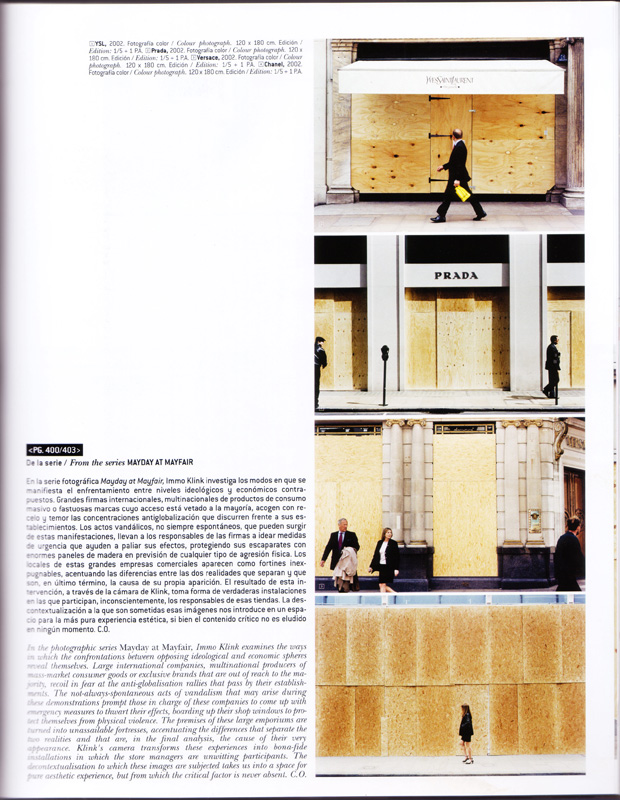 YSL, 2002. Fotografía color / Colour photograph. 120 x 180 cm. Edición /
Edition: 1/5 + 1 P.A. Prada, 2002. Fotografía color / Colour photograph. 120 x
180 cm. Edición / Edition: 1/5 + 1 P.A. Versace, 2002. Fotografía color / Colour
photograph. 120 x 180 cm. Edición / Edition: 1/5 + 1 P.A. Chanel, 2002.
Fotografía color / Colour photograph. 120 x 180 cm. Edición / Edition: 1/5 + 1 P.A.
YVESSAINTLAURENT
PRADA
<PG. 400/403>
De la serie / From the series MAYDAY AT MAYFAIR
En la serie fotográfica Mayday at Mayfair, Immo Klink investiga los modos en que se
manifiesta el enfrentamiento entre niveles ideológicos y económicos contra-
puestos. Grandes firmas internacionales, multinacionales de productos de consumo
masivo o fastuosas marcas cuyo acceso está vetado a la mayoría, acogen con re-
celo y temor las concentraciones antiglobalización que discurren frente a sus es-
tablecimientos. Los actos vandálicos, no siempre espontáneos, que pueden surgir
de estas manifestaciones, llevan a los responsables de las firmas a idear medidas
de urgencia que ayuden a paliar sus efectos, protegiendo sus escaparates con
enormes paneles de madera en previsión de cualquier tipo de agresión física. Los
locales de estas grandes empresas comerciales aparecen como fortines inex-
pugnables, acentuando las diferencias entre las dos realidades que separan y que
son, en último término, la causa de su propia aparición. El resultado de esta in-
tervención, a través de la cámara de Klink, toma forma de verdaderas instalaciones
en las que participan, inconscientemente, los responsables de esas tiendas. La des-
contextualización a la que son sometidas esas imágenes nos introduce en un espa-
cio para la más pura experiencia estética, si bien el contenido crítico no es eludido
en ningún momento. C.O.
In the photographic series Mayday at Mayfair, Immo Klink examines the ways
in which the confrontations between opposing ideological and economic spheres
reveal themselves. Large international companies, multinational producers of
mass-market consumer goods or exclusive brands that are out of reach to the ma-
jority, recoil in fear at the anti-globalisation rallies that pass by their establish-
ments. The not-always-spontaneous acts of vandalism that may arise during
these demonstrations prompt those in charge of these companies to come up with
emergency measures to thwart their effects, boarding up their shop windows to pro-
tect themselves from physical violence. The premises of these large emporiums are
turned into unassailable fortresses, accentuating the differences that separate the
two realities and that are, in the final analysis, the cause of their very
appearance. Klink's camera transforms these experiences into bona-fide
installations in which the store managers are unwitting participants. The
decontextualisation to which these images are subjected takes us into a space for
pure aesthetic experience, but from which the critical factor is never absent. C.O.